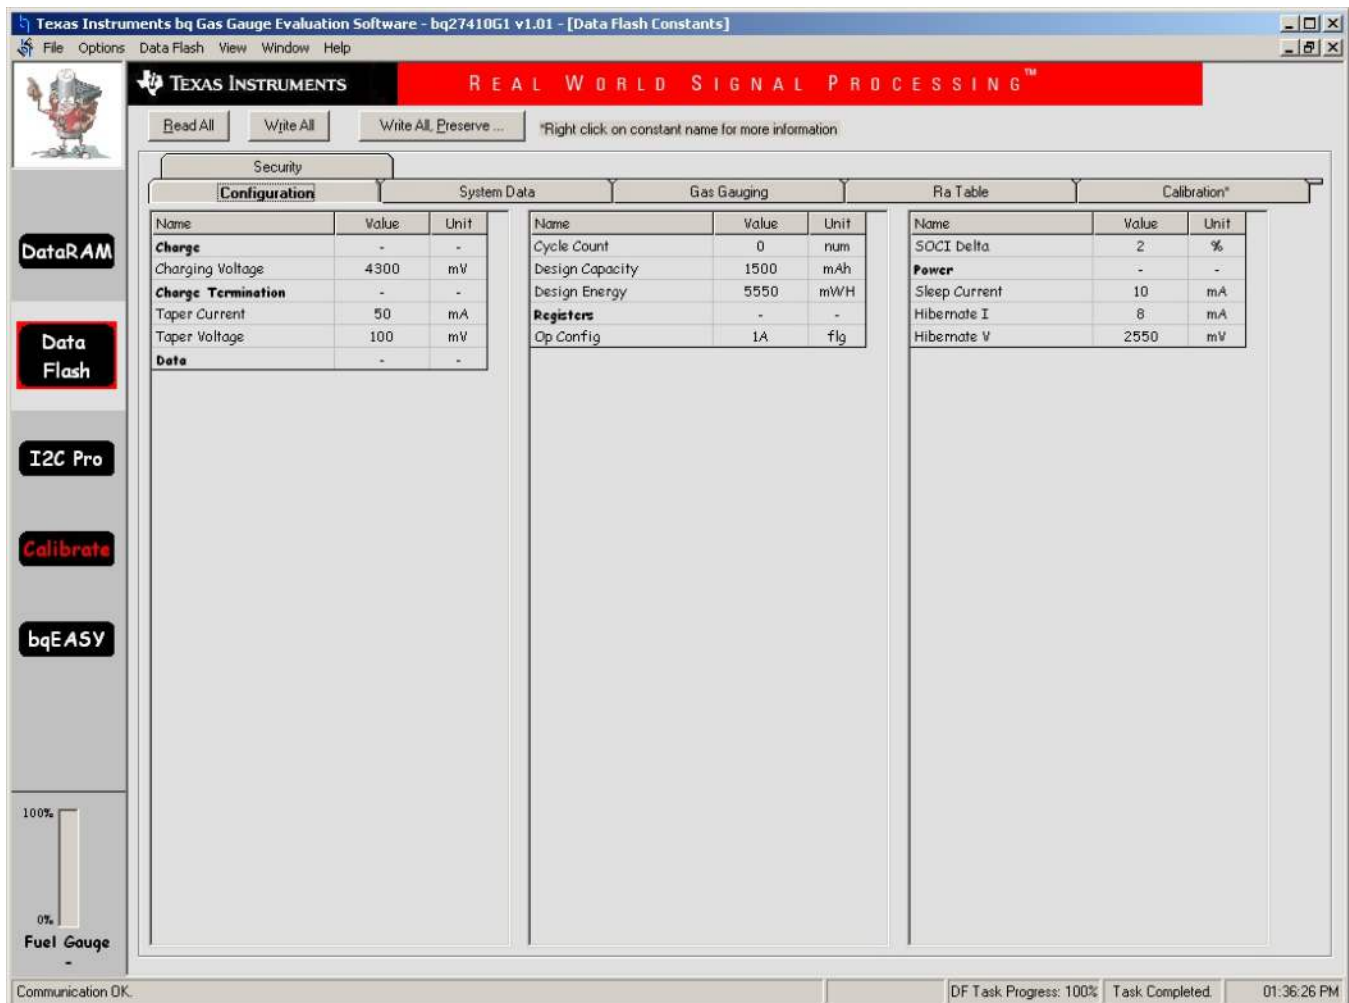 Texas Instruments bq Gas Gauge Evaluation Software - bq27410G1 v1.01 - [Data Flash Constants]
File Options Data Flash View Window Help
TEXAS INSTRUMENTS REAL WORLD SIGNAL PROCESSING™
Read All Write All Write All, Preserve ... *Right click on constant name for more information
Security
Configuration System Data Gas Gauging Ra Table Calibration*
Name Value Unit
Charge - -
Charging Voltage 4300 mV
Charge Termination - -
Taper Current 50 mA
Taper Voltage 100 mV
Data - -
Name Value Unit
Cycle Count 0 num
Design Capacity 1500 mAh
Design Energy 5550 mWH
Registers - -
Op Config 1A flg
Name Value Unit
SOCI Delta 2 %
Power - -
Sleep Current 10 mA
Hibernate I 8 mA
Hibernate V 2550 mV
DataRAM
Data
Flash
I2C Pro
Calibrate
bqEASY
100%
0%
Fuel Gauge
-
Communication OK. DF Task Progress: 100% Task Completed. 01:36:26 PM